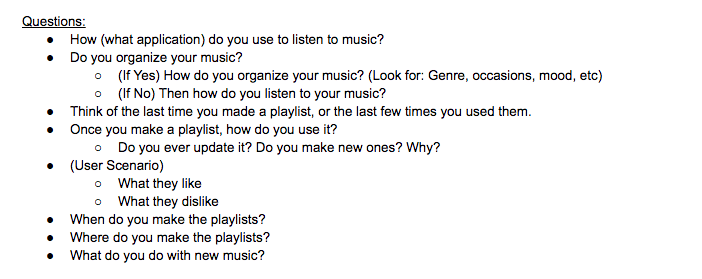 Questions:
● How (what application) do you use to listen to music?
● Do you organize your music?
○ (If Yes) How do you organize your music? (Look for: Genre, occasions, mood, etc)
○ (If No) Then how do you listen to your music?
● Think of the last time you made a playlist, or the last few times you used them.
● Once you make a playlist, how do you use it?
○ Do you ever update it? Do you make new ones? Why?
● (User Scenario)
○ What they like
○ What they dislike
● When do you make the playlists?
● Where do you make the playlists?
● What do you do with new music?